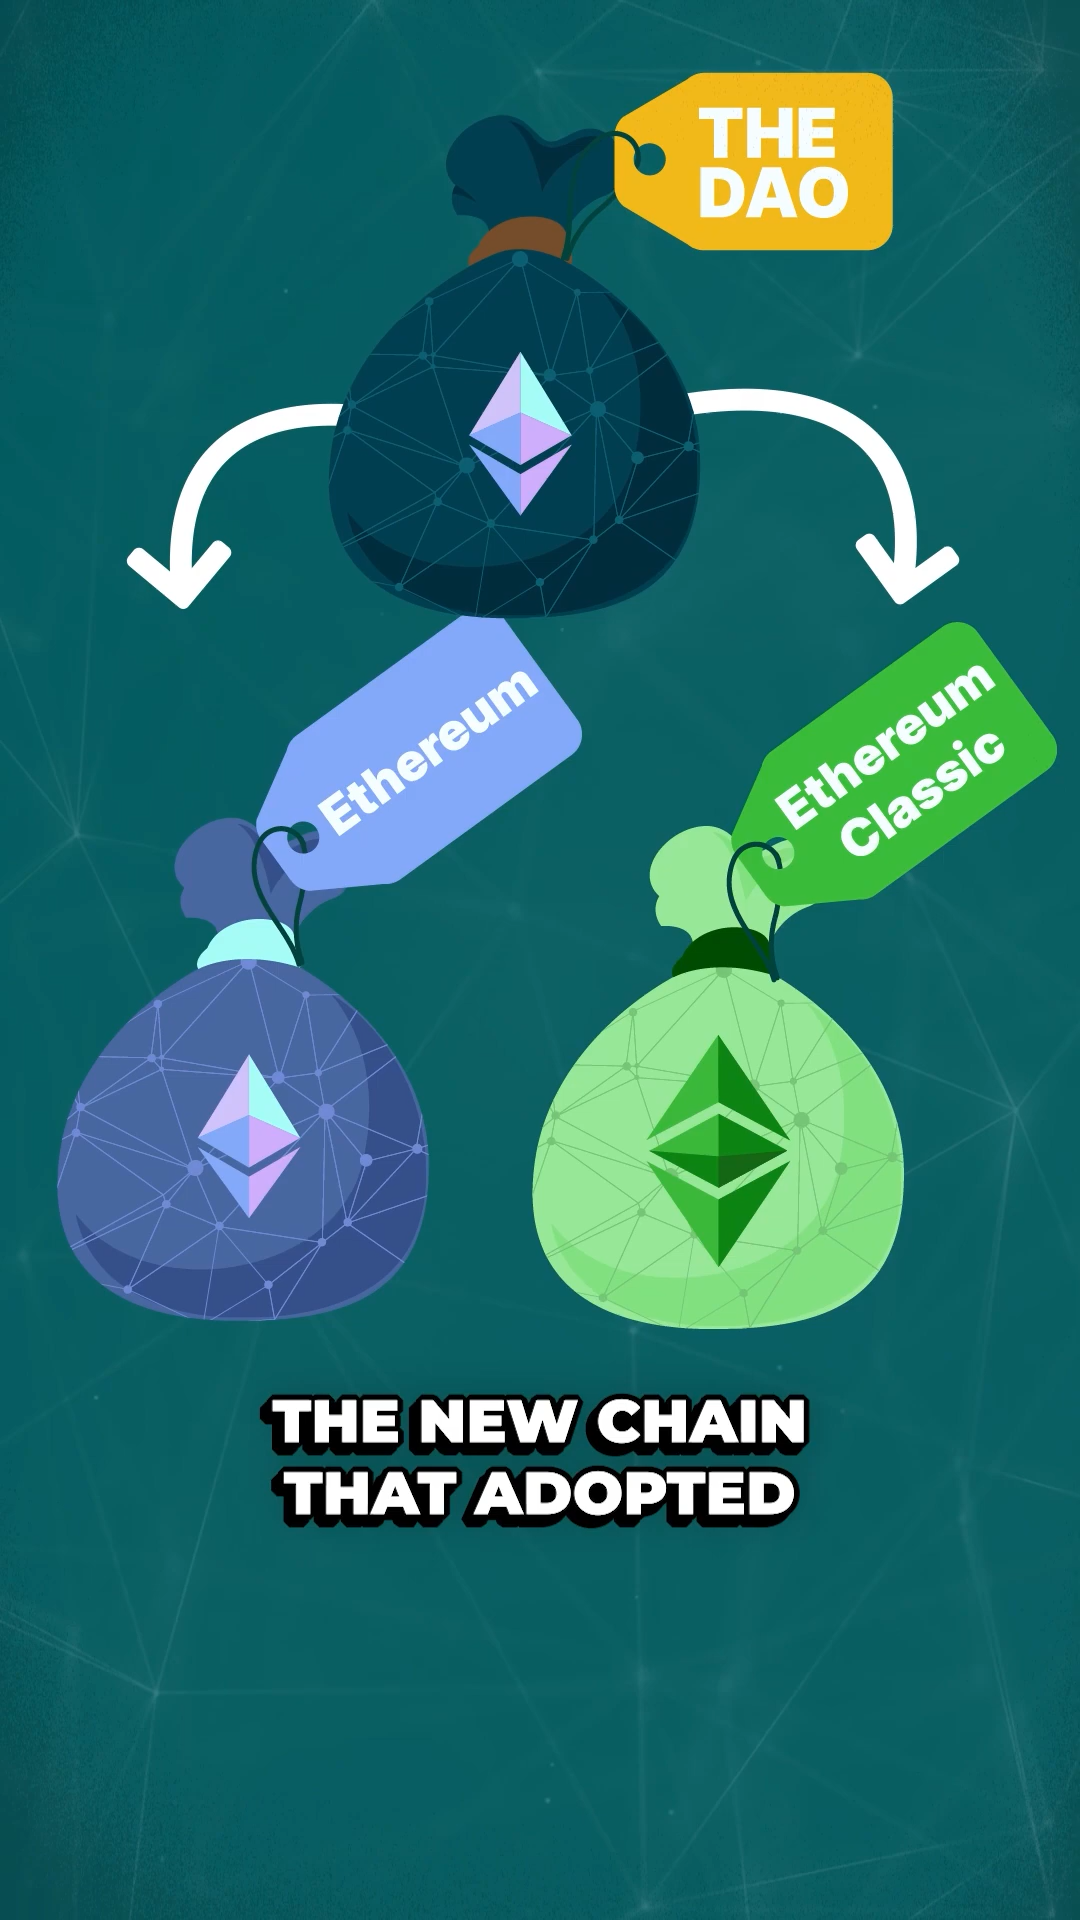 THE
DAO
Ethereum
Ethereum
Classic
THE NEW CHAIN
THAT ADOPTED